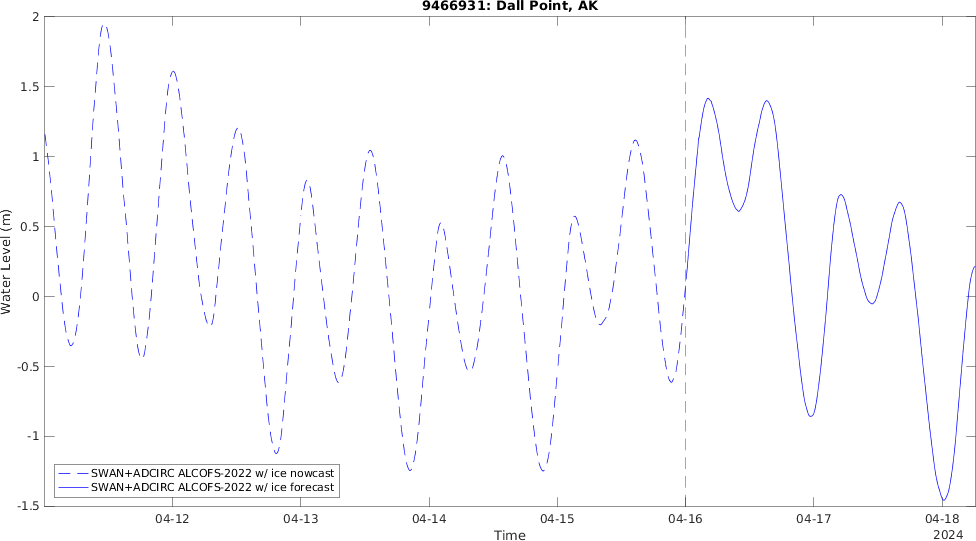 9466931: Dall Point, AK
2
1.5
1
0.5
0
-0.5
-1
-1.5
Water Level (m)
SWAN+ADCIRC ALCOFS-2022 w/ ice nowcast
SWAN+ADCIRC ALCOFS-2022 w/ ice forecast
04-12 04-13 04-14 04-15 04-16 04-17 04-18
Time
2024